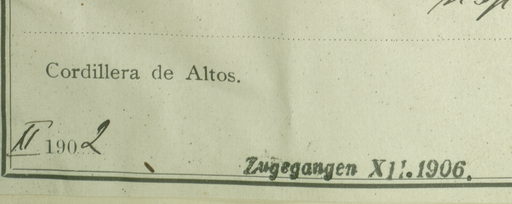 Cordillera de Altos.
XI 1902
Zugegangen XII.1906.